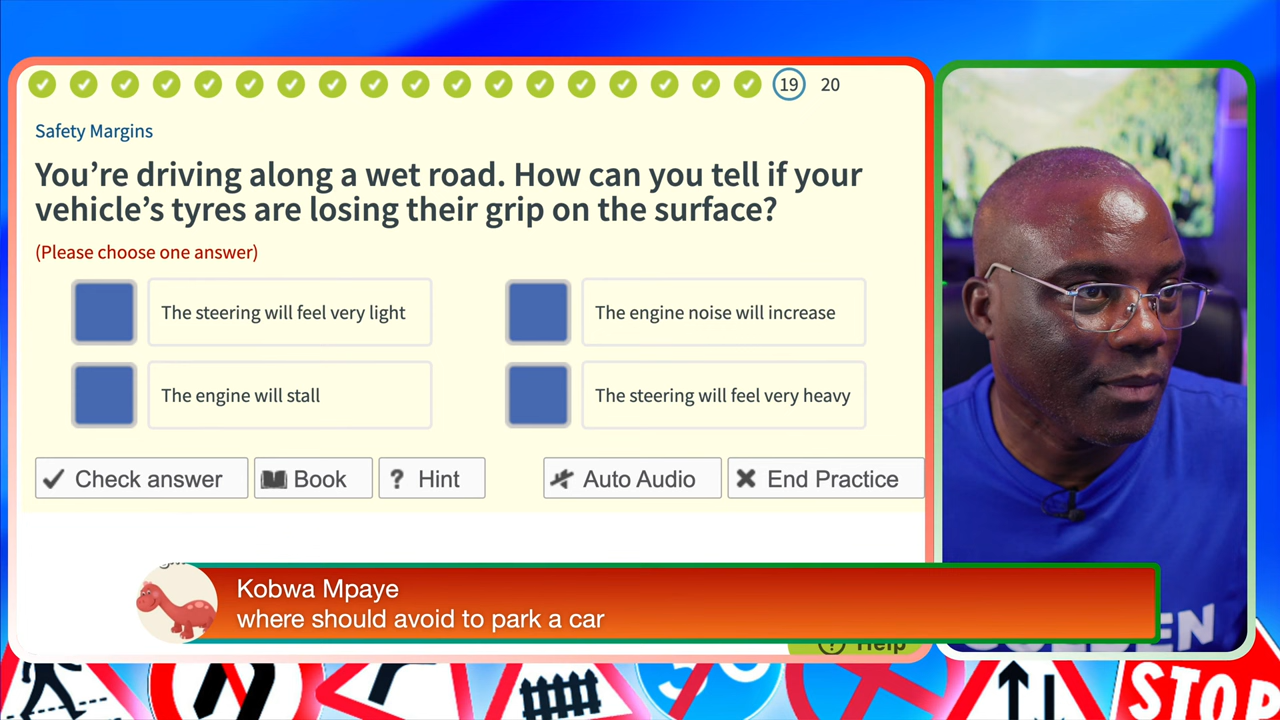 19 20
Safety Margins
You’re driving along a wet road. How can you tell if your
vehicle’s tyres are losing their grip on the surface?
(Please choose one answer)
The steering will feel very light
The engine noise will increase
The engine will stall
The steering will feel very heavy
Check answer
Book
? Hint
Auto Audio
End Practice
Kobwa Mpaye
where should avoid to park a car
Help
STOP